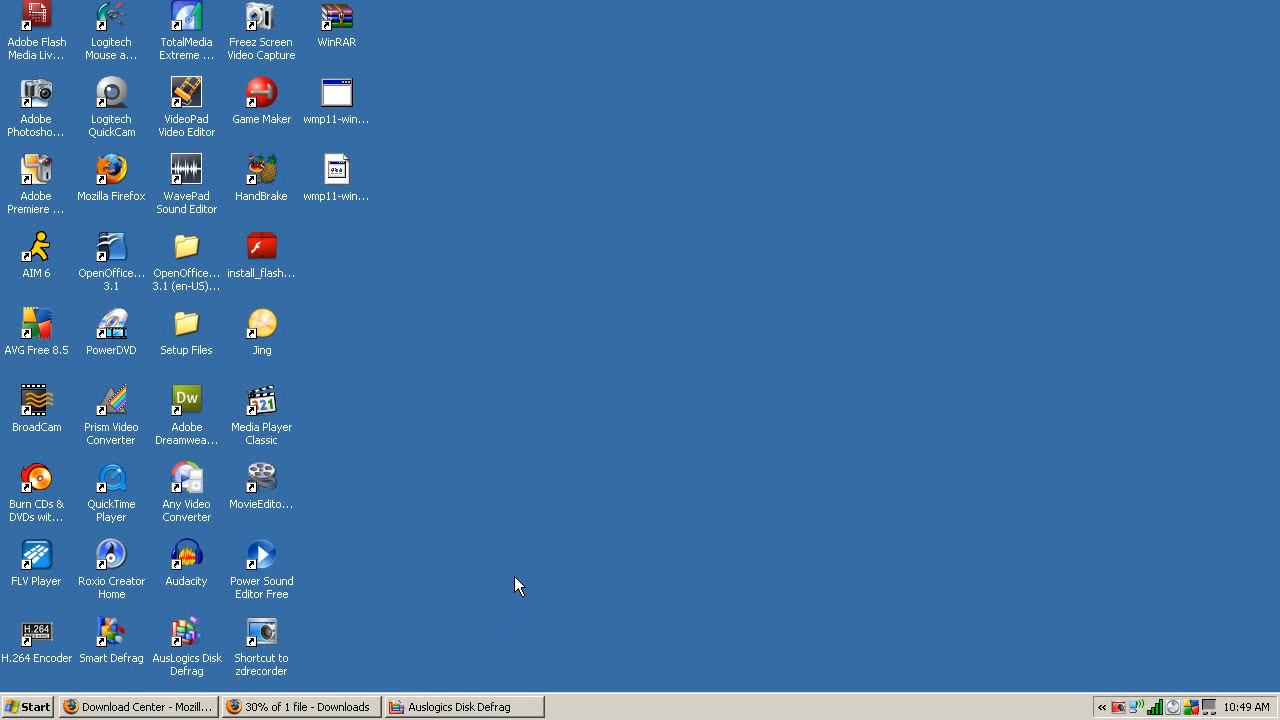 Adobe Flash
Media Liv...
Logitech
Mouse a...
TotalMedia
Extreme ...
Freez Screen
Video Capture
WinRAR
Adobe
Photosho...
Logitech
QuickCam
VideoPad
Video Editor
Game Maker
wmp11-win...
Adobe
Premiere ...
Mozilla Firefox
WavePad
Sound Editor
HandBrake
wmp11-win...
AIM 6
OpenOffice...
3.1
OpenOffice...
3.1 (en-US)...
install_flash...
AVG Free 8.5
PowerDVD
Setup Files
Jing
BroadCam
Prism Video
Converter
Dw
Adobe
Dreamwea...
321
Media Player
Classic
Burn CDs &
DVDs wit...
QuickTime
Player
Any Video
Converter
MovieEdito...
FLV Player
Roxio Creator
Home
Audacity
Power Sound
Editor Free
H.264
H.264 Encoder
Smart Defrag
AusLogics Disk
Defrag
Shortcut to
zdrecorder
Start
Download Center - Mozill...
30% of 1 file - Downloads
Auslogics Disk Defrag
10:49 AM